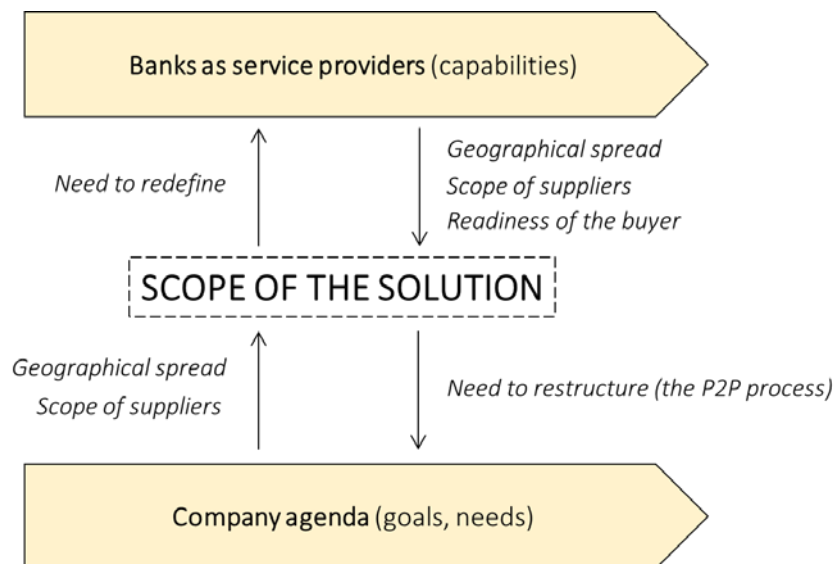 Banks as service providers (capabilities)
Need to redefine
Geographical spread
Scope of suppliers
Readiness of the buyer
SCOPE OF THE SOLUTION
Geographical spread
Scope of suppliers
Need to restructure (the P2P process)
Company agenda (goals, needs)